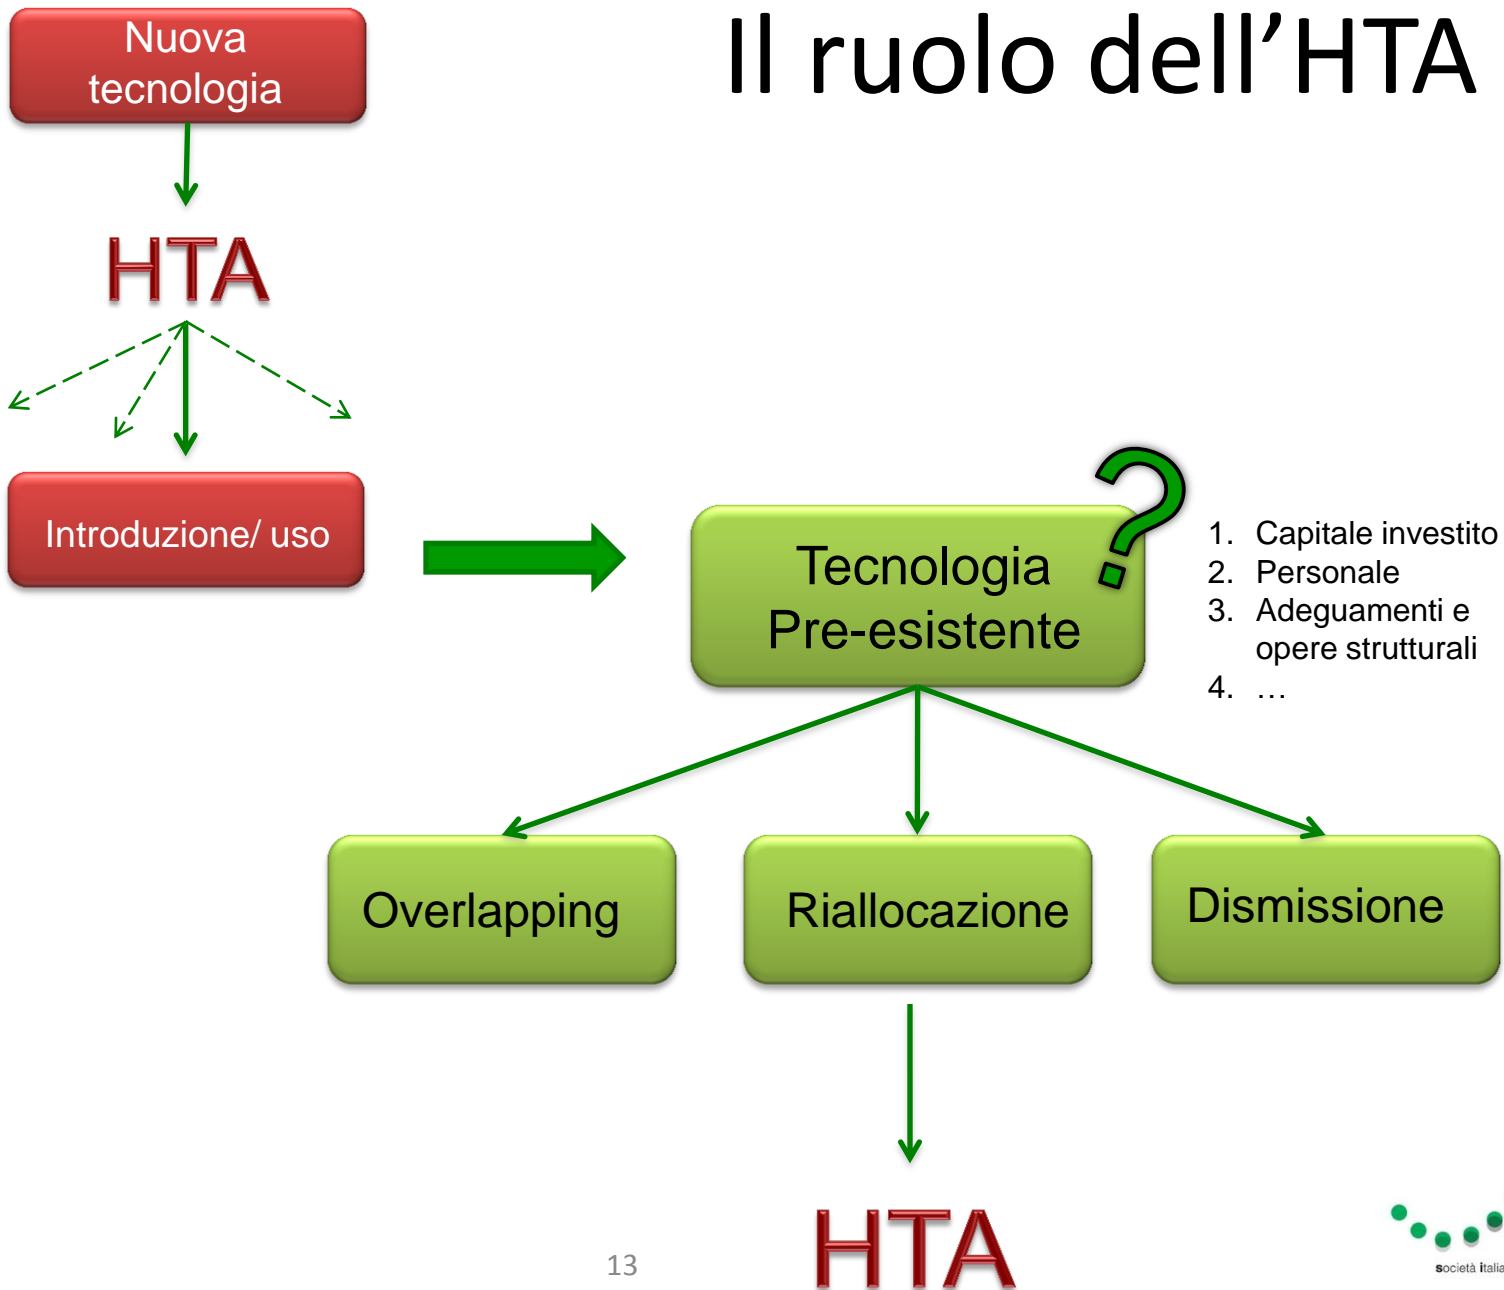 Il ruolo dell’HTA
Nuova
tecnologia
HTA
Introduzione/ uso
Tecnologia
Pre-esistente
?
1. Capitale investito
2. Personale
3. Adeguamenti e
opere strutturali
4. …
Overlapping
Riallocazione
Dismissione
HTA
13
società italia